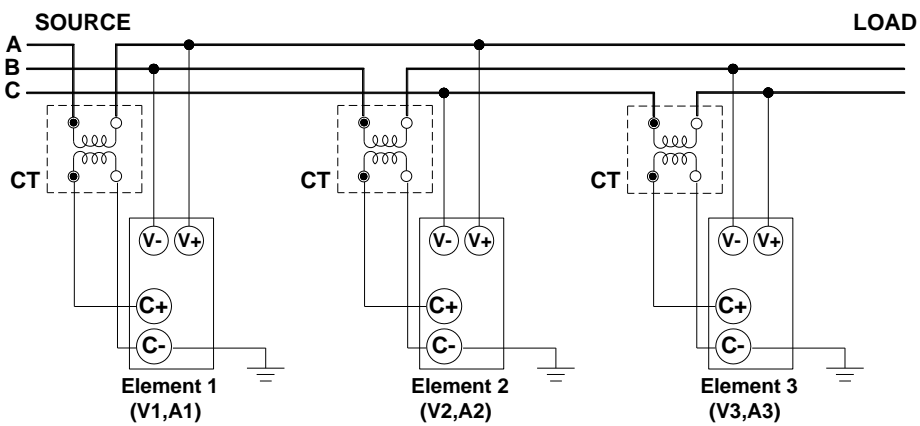 SOURCE LOAD
A
B
C
CT CT CT
V- V+ V- V+ V- V+
C+ C+ C+
C- C- C-
Element 1 Element 2 Element 3
(V1,A1) (V2,A2) (V3,A3)